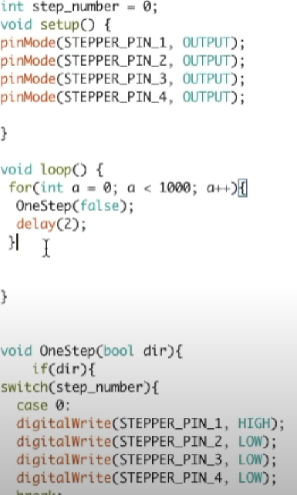 int step_number = 0;
void setup() {
pinMode(STEPPER_PIN_1, OUTPUT);
pinMode(STEPPER_PIN_2, OUTPUT);
pinMode(STEPPER_PIN_3, OUTPUT);
pinMode(STEPPER_PIN_4, OUTPUT);
}
void loop() {
for(int a = 0; a < 1000; a++){
OneStep(false);
delay(2);
}
}
void OneStep(bool dir){
if(dir){
switch(step_number){
case 0:
digitalWrite(STEPPER_PIN_1, HIGH);
digitalWrite(STEPPER_PIN_2, LOW);
digitalWrite(STEPPER_PIN_3, LOW);
digitalWrite(STEPPER_PIN_4, LOW);